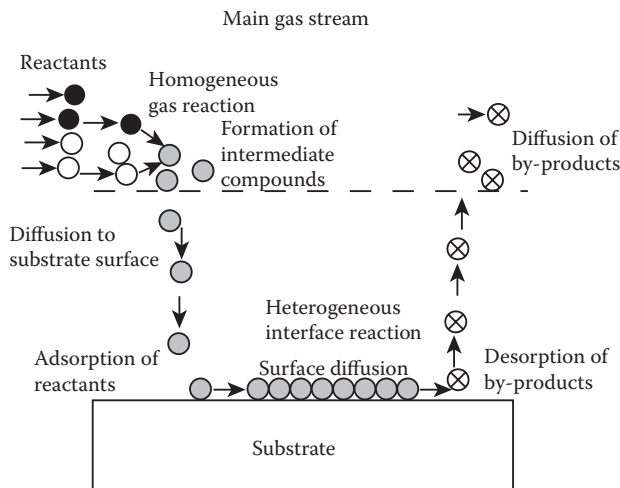 Main gas stream
Reactants
Homogeneous
gas reaction
Formation of
intermediate
compounds
Diffusion of
by-products
Diffusion to
substrate surface
Heterogeneous
interface reaction
Adsorption of
reactants
Surface diffusion
Desorption of
by-products
Substrate